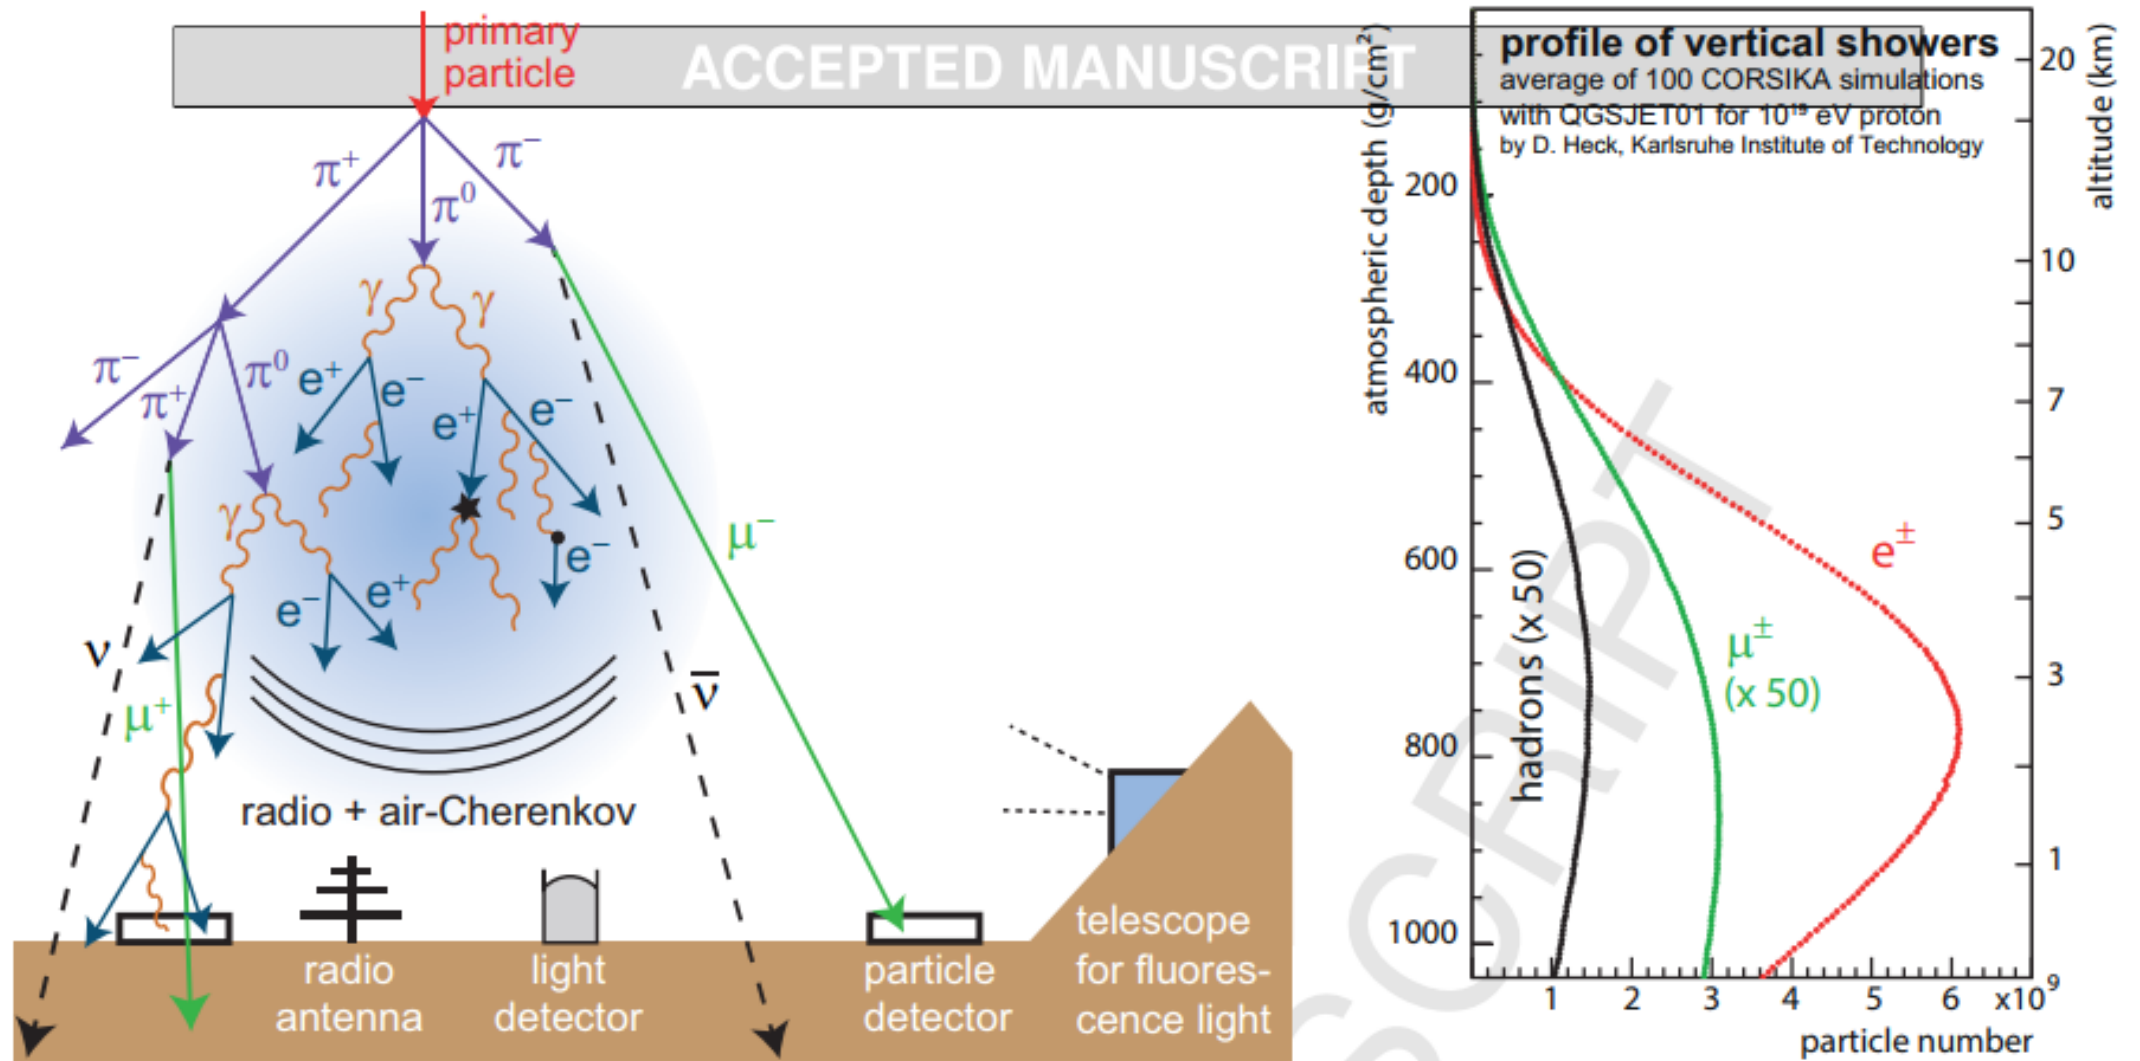 ACCEPTED MANUSCRIPT
primary
particle
π⁺
π⁰
π⁻
γ
γ
π⁻
π⁺
π⁰
e⁺
e⁻
e⁺
e⁻
γ
e⁻
e⁺
e⁻
μ⁻
ν
μ⁺
ν̅
radio + air-Cherenkov
radio
antenna
light
detector
particle
detector
telescope
for fluores-
cence light
profile of vertical showers
average of 100 CORSIKA simulations
with QGSJET01 for 10¹⁹ eV proton
by D. Heck, Karlsruhe Institute of Technology
atmospheric depth (g/cm²)
200
400
600
800
1000
hadrons (x 50)
μ±
(x 50)
e±
20
10
7
5
3
1
altitude (km)
1 2 3 4 5 6 x10⁹
particle number
SCRIPT